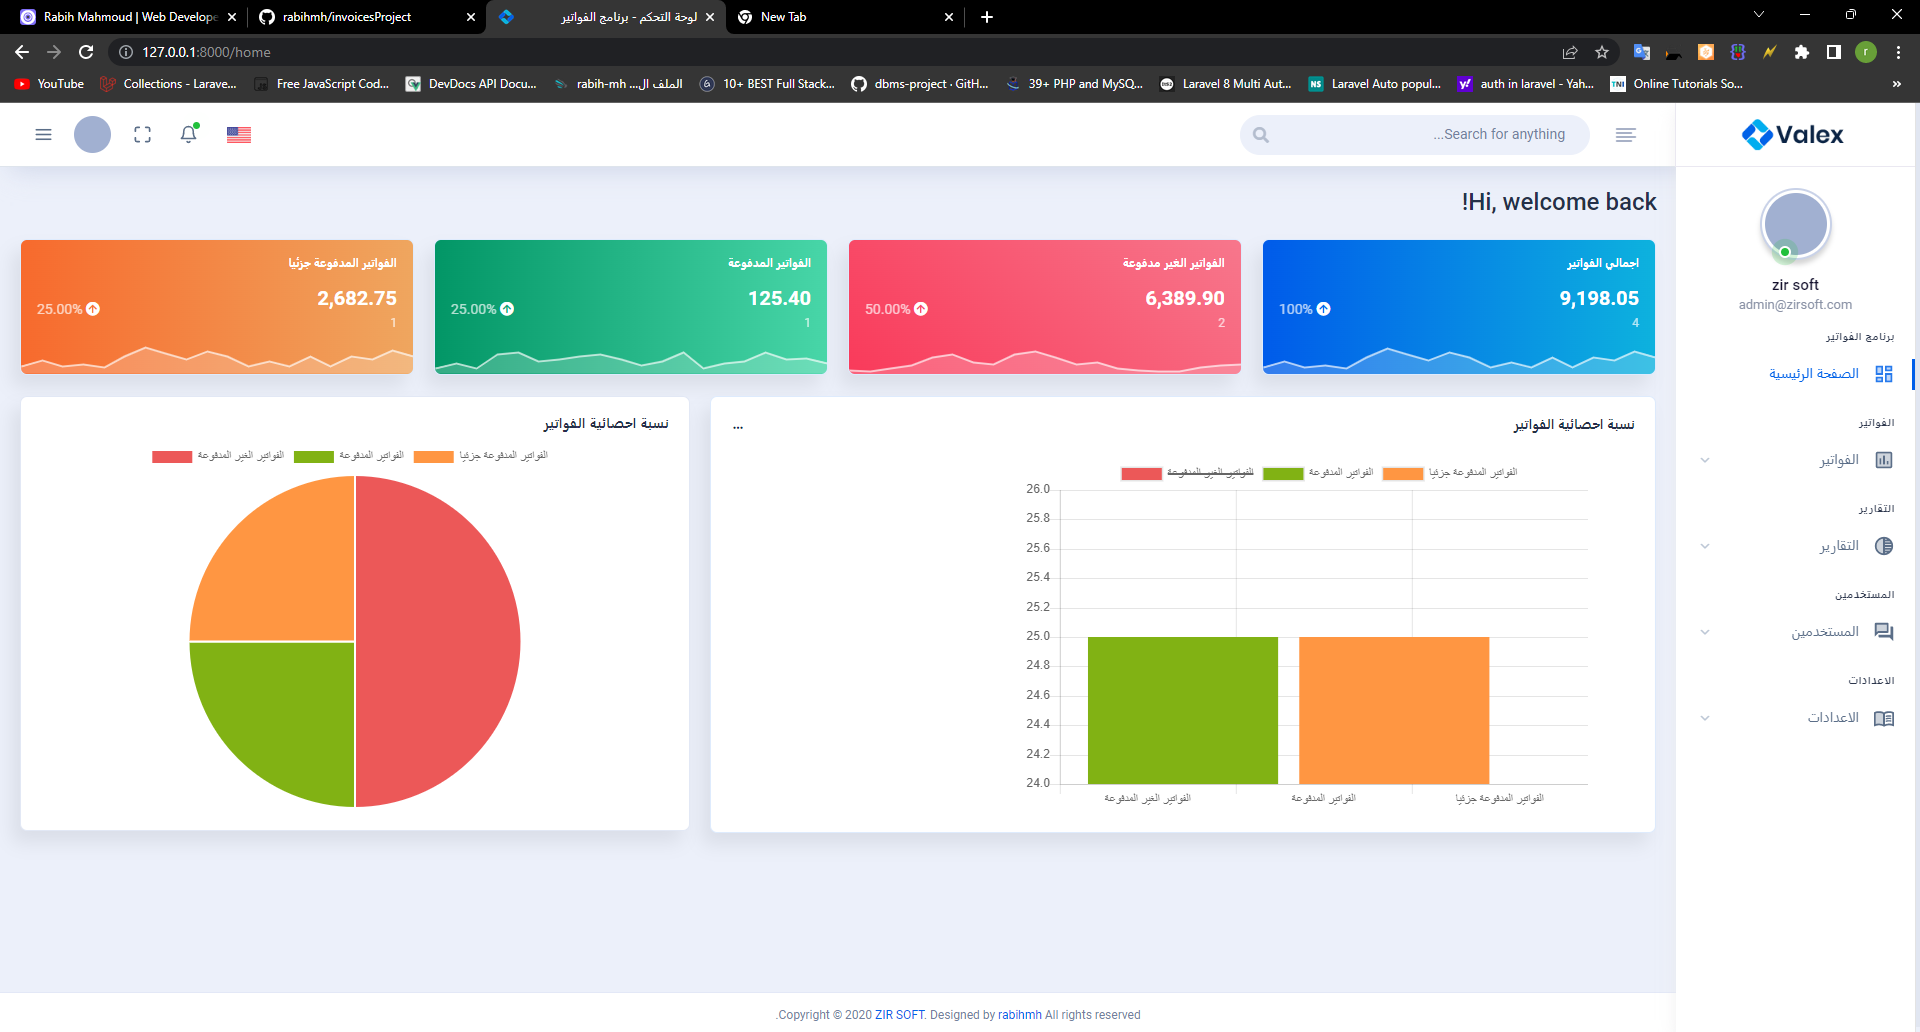 Rabih Mahmoud | Web Develope
rabihmh/invoicesProject
لوحة التحكم - برنامج الفواتير
New Tab
127.0.0.1:8000/home
YouTube
Collections - Larave...
Free JavaScript Cod...
DevDocs API Docu...
rabih-mh ...الملف ال
10+ BEST Full Stack...
dbms-project · GitH...
39+ PHP and MySQ...
Laravel 8 Multi Aut...
Laravel Auto popul...
auth in laravel - Yah...
Online Tutorials So...
»
...Search for anything
Valex
!Hi, welcome back
اجمالي الفواتير
9,198.05
4
100%
الفواتير الغير مدفوعة
6,389.90
2
50.00%
الفواتير المدفوعة
125.40
1
25.00%
الفواتير المدفوعة جزئيا
2,682.75
1
25.00%
zir soft
admin@zirsoft.com
برنامج الفواتير
الصفحة الرئيسية
الفواتير
الفواتير
التقارير
التقارير
المستخدمين
المستخدمين
الاعدادات
الاعدادات
نسبة احصائية الفواتير
...
الفواتير الغير المدفوعة
الفواتير المدفوعة
الفواتير المدفوعة جزئيا
26.0
25.8
25.6
25.4
25.2
25.0
24.8
24.6
24.4
24.2
24.0
الفواتير الغير المدفوعة
الفواتير المدفوعة
الفواتير المدفوعة جزئيا
نسبة احصائية الفواتير
الفواتير الغير المدفوعة
الفواتير المدفوعة
الفواتير المدفوعة جزئيا
.Copyright © 2020 ZIR SOFT. Designed by rabihmh All rights reserved